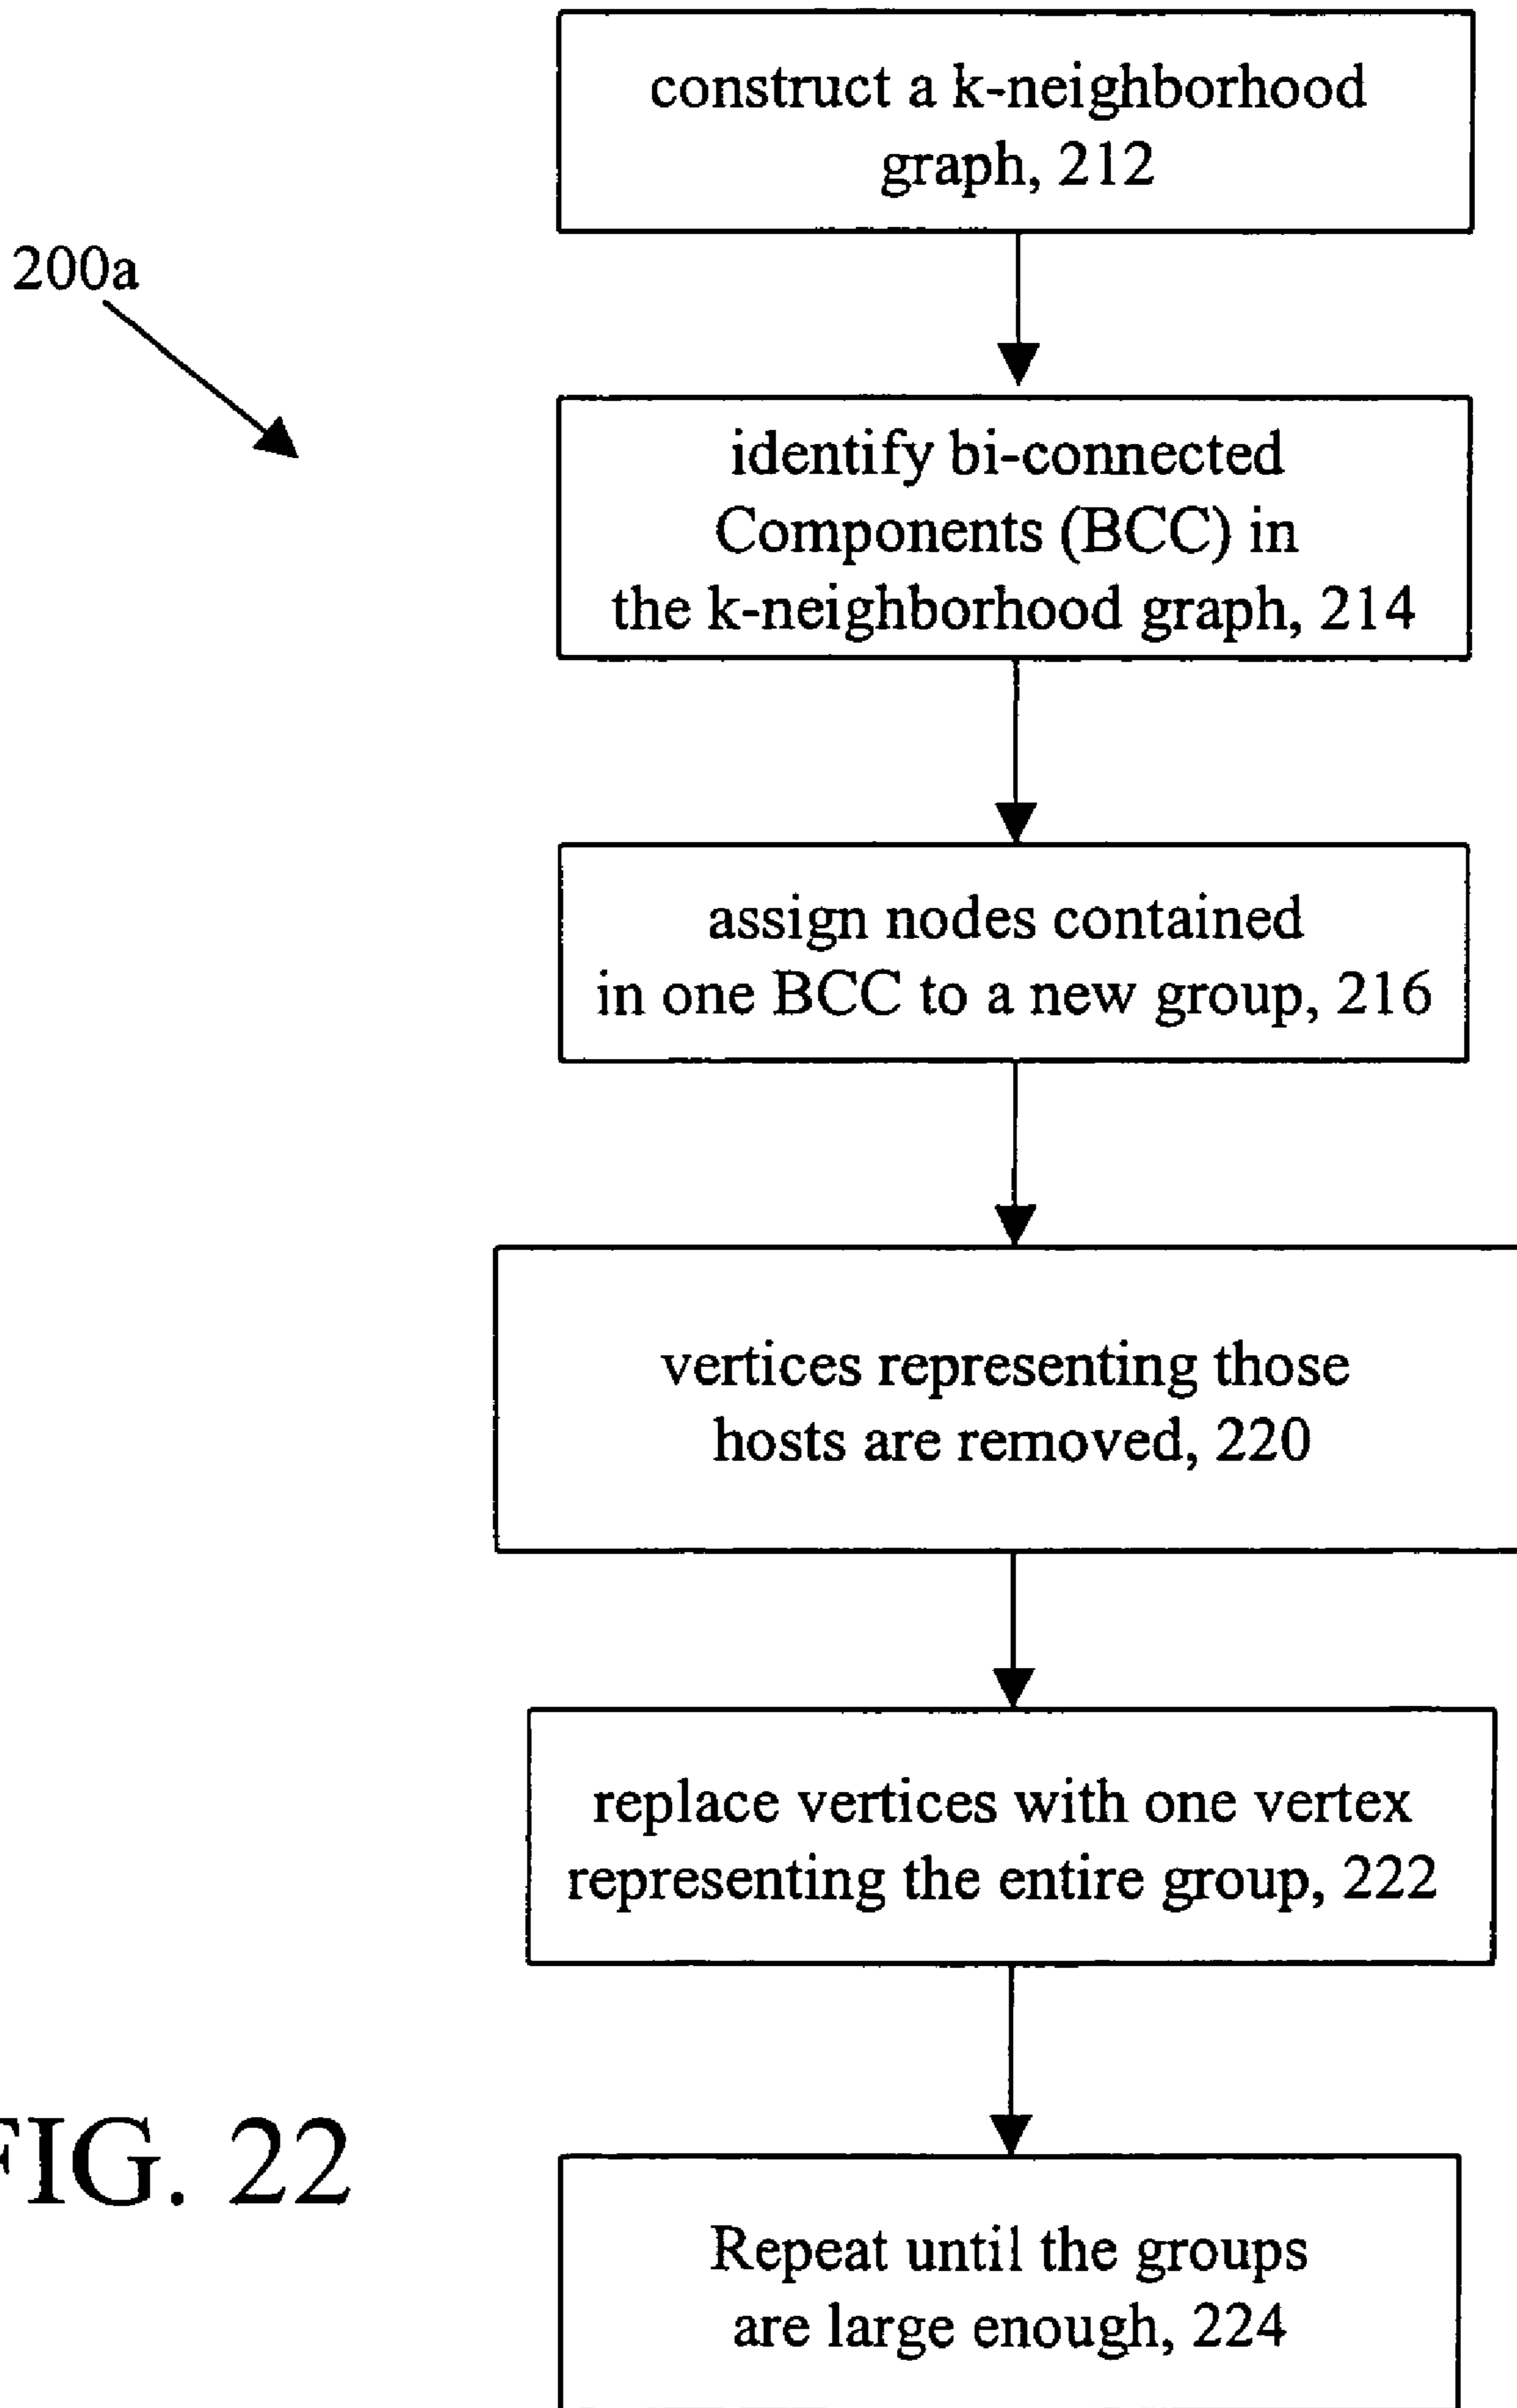 construct a k-neighborhood
graph, 212
200a
identify bi-connected
Components (BCC) in
the k-neighborhood graph, 214
assign nodes contained
in one BCC to a new group, 216
vertices representing those
hosts are removed, 220
replace vertices with one vertex
representing the entire group, 222
FIG. 22
Repeat until the groups
are large enough, 224